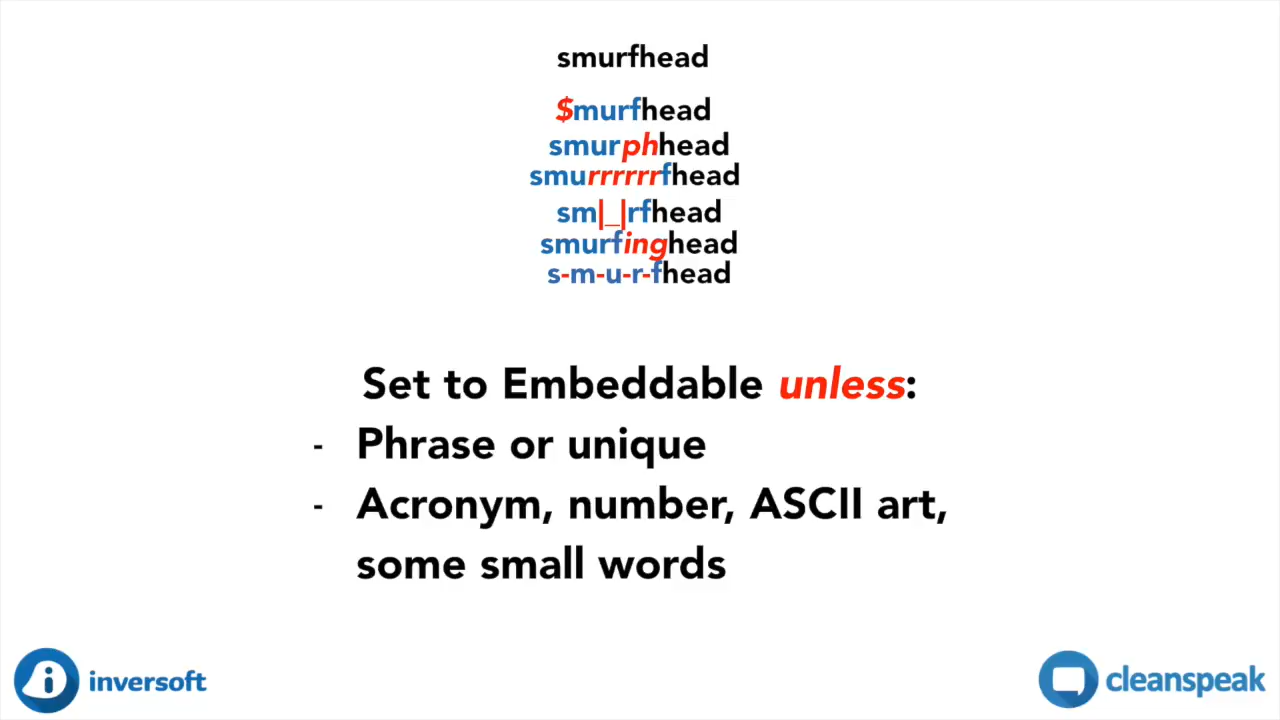 smurfhead
$murfhead
smurphhead
smurrrrrrfhead
sm|_|rfhead
smurfinghead
s-m-u-r-fhead
Set to Embeddable unless:
- Phrase or unique
- Acronym, number, ASCII art,
some small words
inversoft
cleanspeak